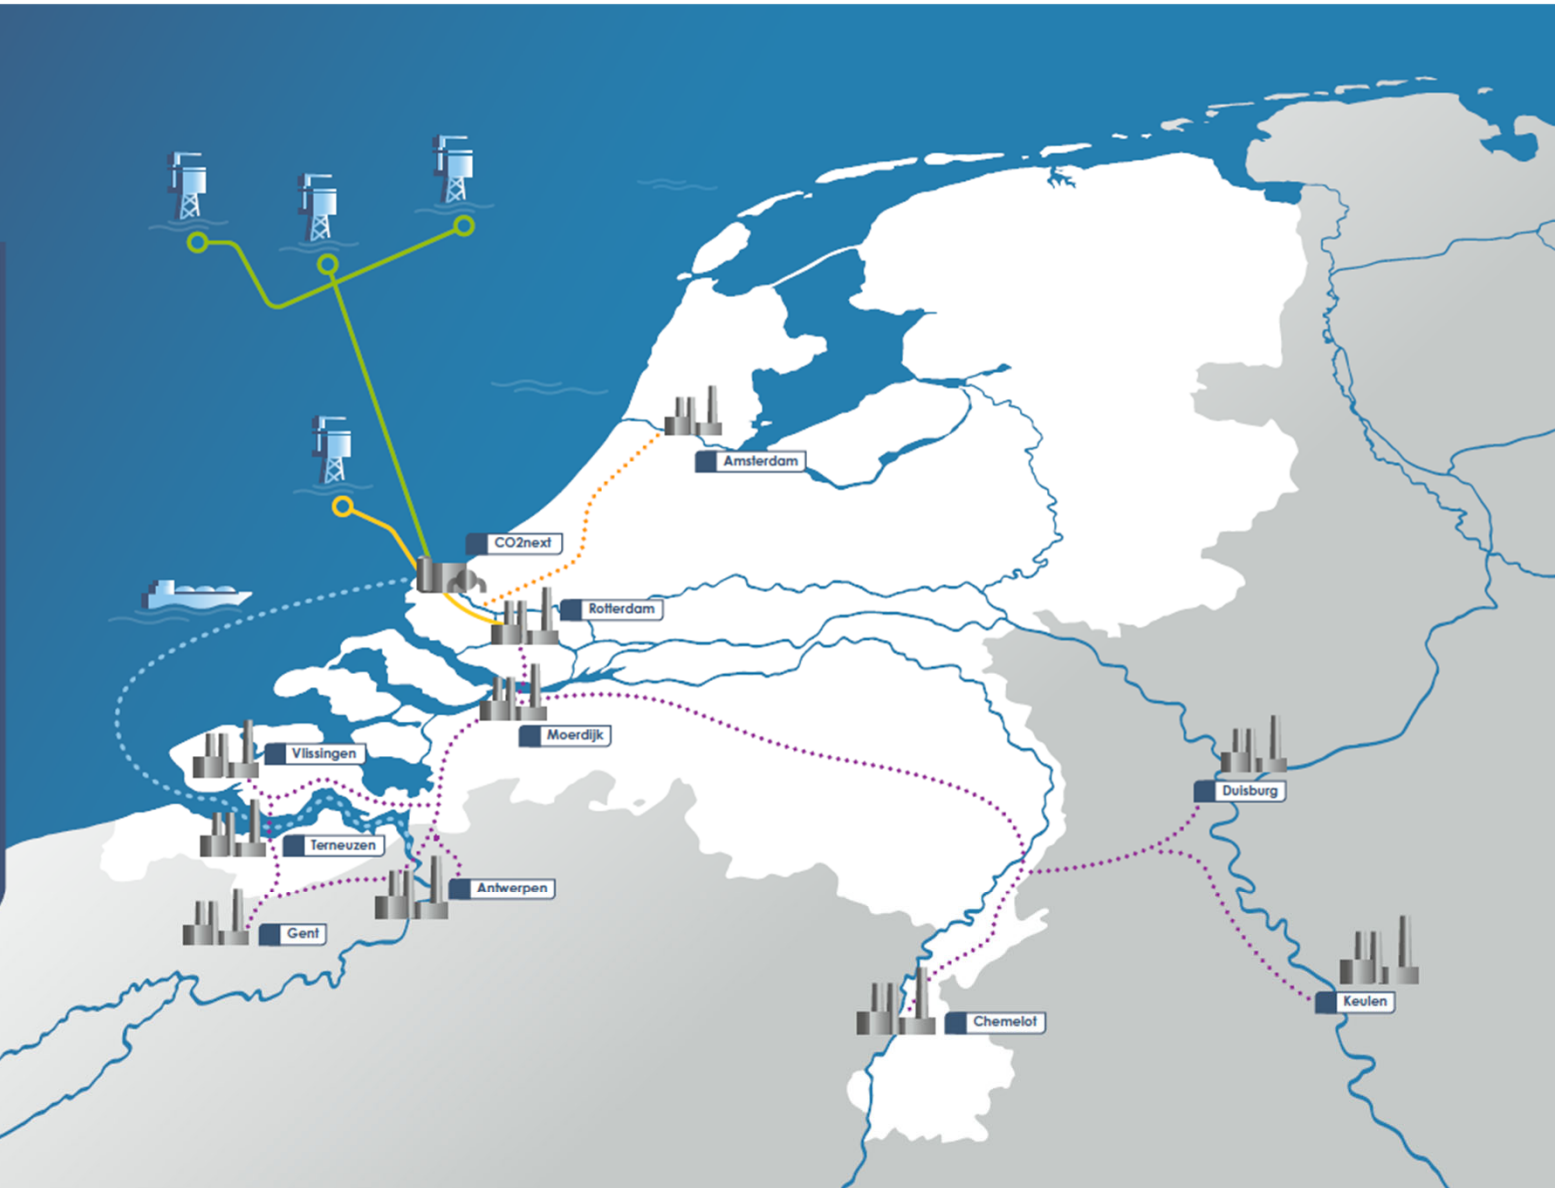 Amsterdam
CO2next
Rotterdam
Moerdijk
Vlissingen
Duisburg
Terneuzen
Antwerpen
Gent
Keulen
Chemelot